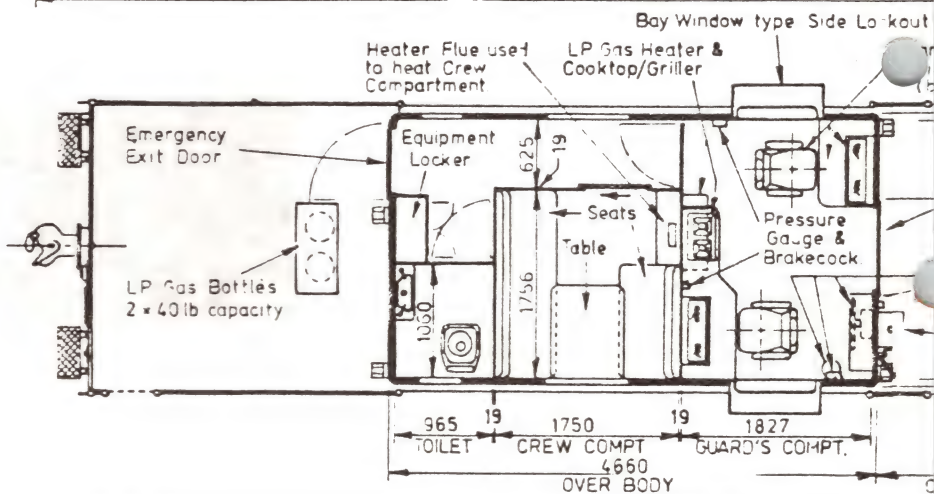 Bay Window type Side Lookout
Heater Flue used
to heat Crew
Compartment
LP Gas Heater &
Cooktop/Griller
Emergency
Exit Door
Equipment
Locker
625
19
Seats
Table
Pressure
Gauge &
Brakecock.
LP Gas Bottles
2 x 40lb capacity
1060
1756
19
19
965
1750
1827
TOILET
CREW COMPT
GUARD'S COMPT.
4660
OVER BODY